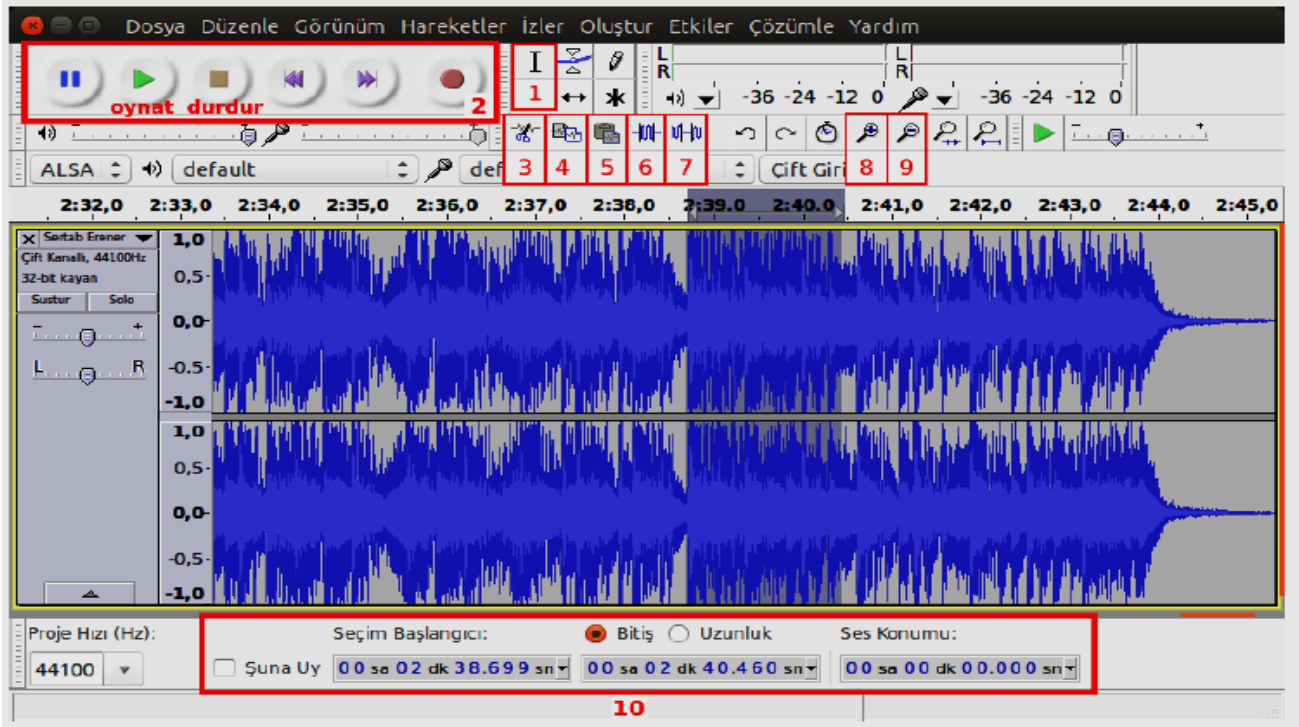 Dosya Düzenle Görünüm Hareketler İzler Oluştur Etkiler Çözümle Yardım
oynat durdur 2
1
L
R
-36 -24 -12 0
L
R
-36 -24 -12 0
3 4 5 6 7 8 9
ALSA default def Çift Giri
2:32,0 2:33,0 2:34,0 2:35,0 2:36,0 2:37,0 2:38,0 2:39.0 2:40.0 2:41,0 2:42,0 2:43,0 2:44,0 2:45,0
X Sertab Erener
Çift Kanallı, 44100Hz
32-bit kayan
Sustur Solo
- +
L R
1,0
0,5-
0,0-
-0.5-
-1,0
1,0
0,5-
0,0-
-0,5-
-1,0
Proje Hızı (Hz): Seçim Başlangıcı: Bitiş Uzunluk Ses Konumu:
44100 Şuna Uy 00 sa 02 dk 38.699 sn 00 sa 02 dk 40.460 sn 00 sa 00 dk 00.000 sn
10